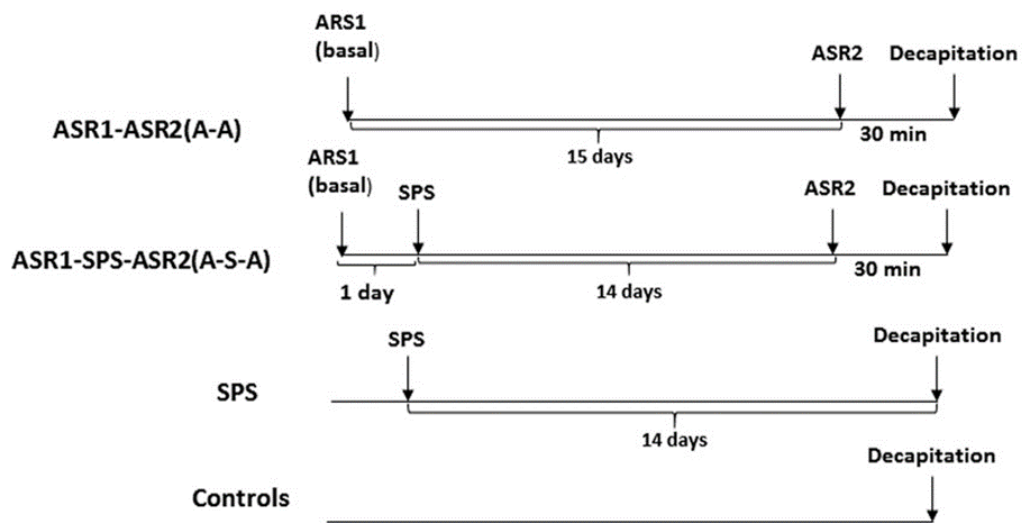 ARS1
(basal)
ASR2 Decapitation
ASR1-ASR2(A-A)
30 min
15 days
ARS1
(basal)
SPS
ASR2 Decapitation
ASR1-SPS-ASR2(A-S-A)
30 min
1 day
14 days
SPS
Decapitation
SPS
14 days
Decapitation
Controls